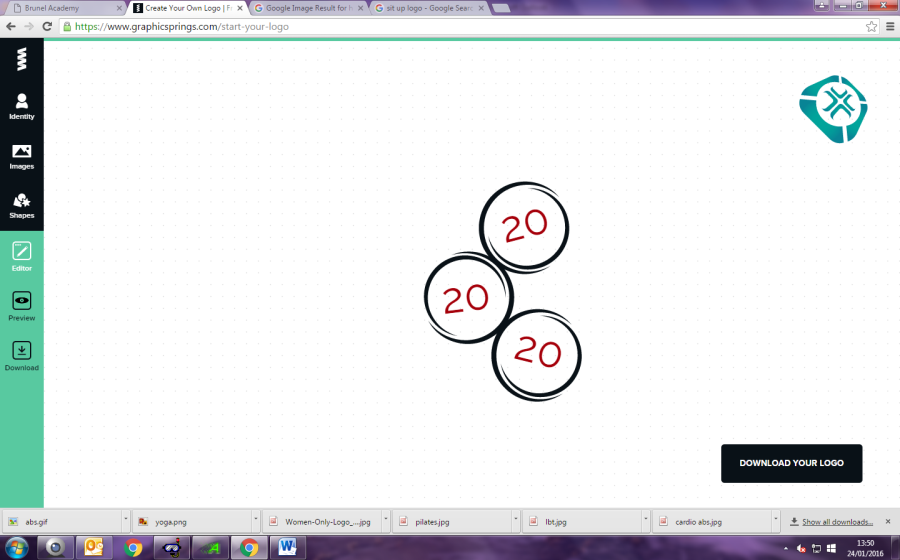 Brunel Academy
Create Your Own Logo | Fr
Google Image Result for h
sit up logo - Google Searc
https://www.graphicsprings.com/start-your-logo
Identity
Images
Shapes
Editor
Preview
Download
20
20
20
DOWNLOAD YOUR LOGO
abs.gif
yoga.png
Women-Only-Logo_....jpg
pilates.jpg
lbt.jpg
cardio abs.jpg
Show all downloads...
13:50
24/01/2016